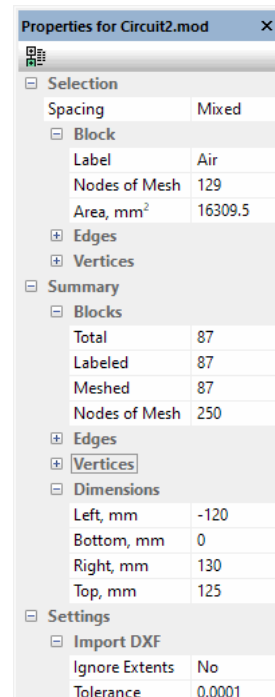 Properties for Circuit2.mod ×
Selection
Spacing Mixed
Block
Label Air
Nodes of Mesh 129
Area, mm² 16309.5
Edges
Vertices
Summary
Blocks
Total 87
Labeled 87
Meshed 87
Nodes of Mesh 250
Edges
Vertices
Dimensions
Left, mm -120
Bottom, mm 0
Right, mm 130
Top, mm 125
Settings
Import DXF
Ignore Extents No
Tolerance 0.0001